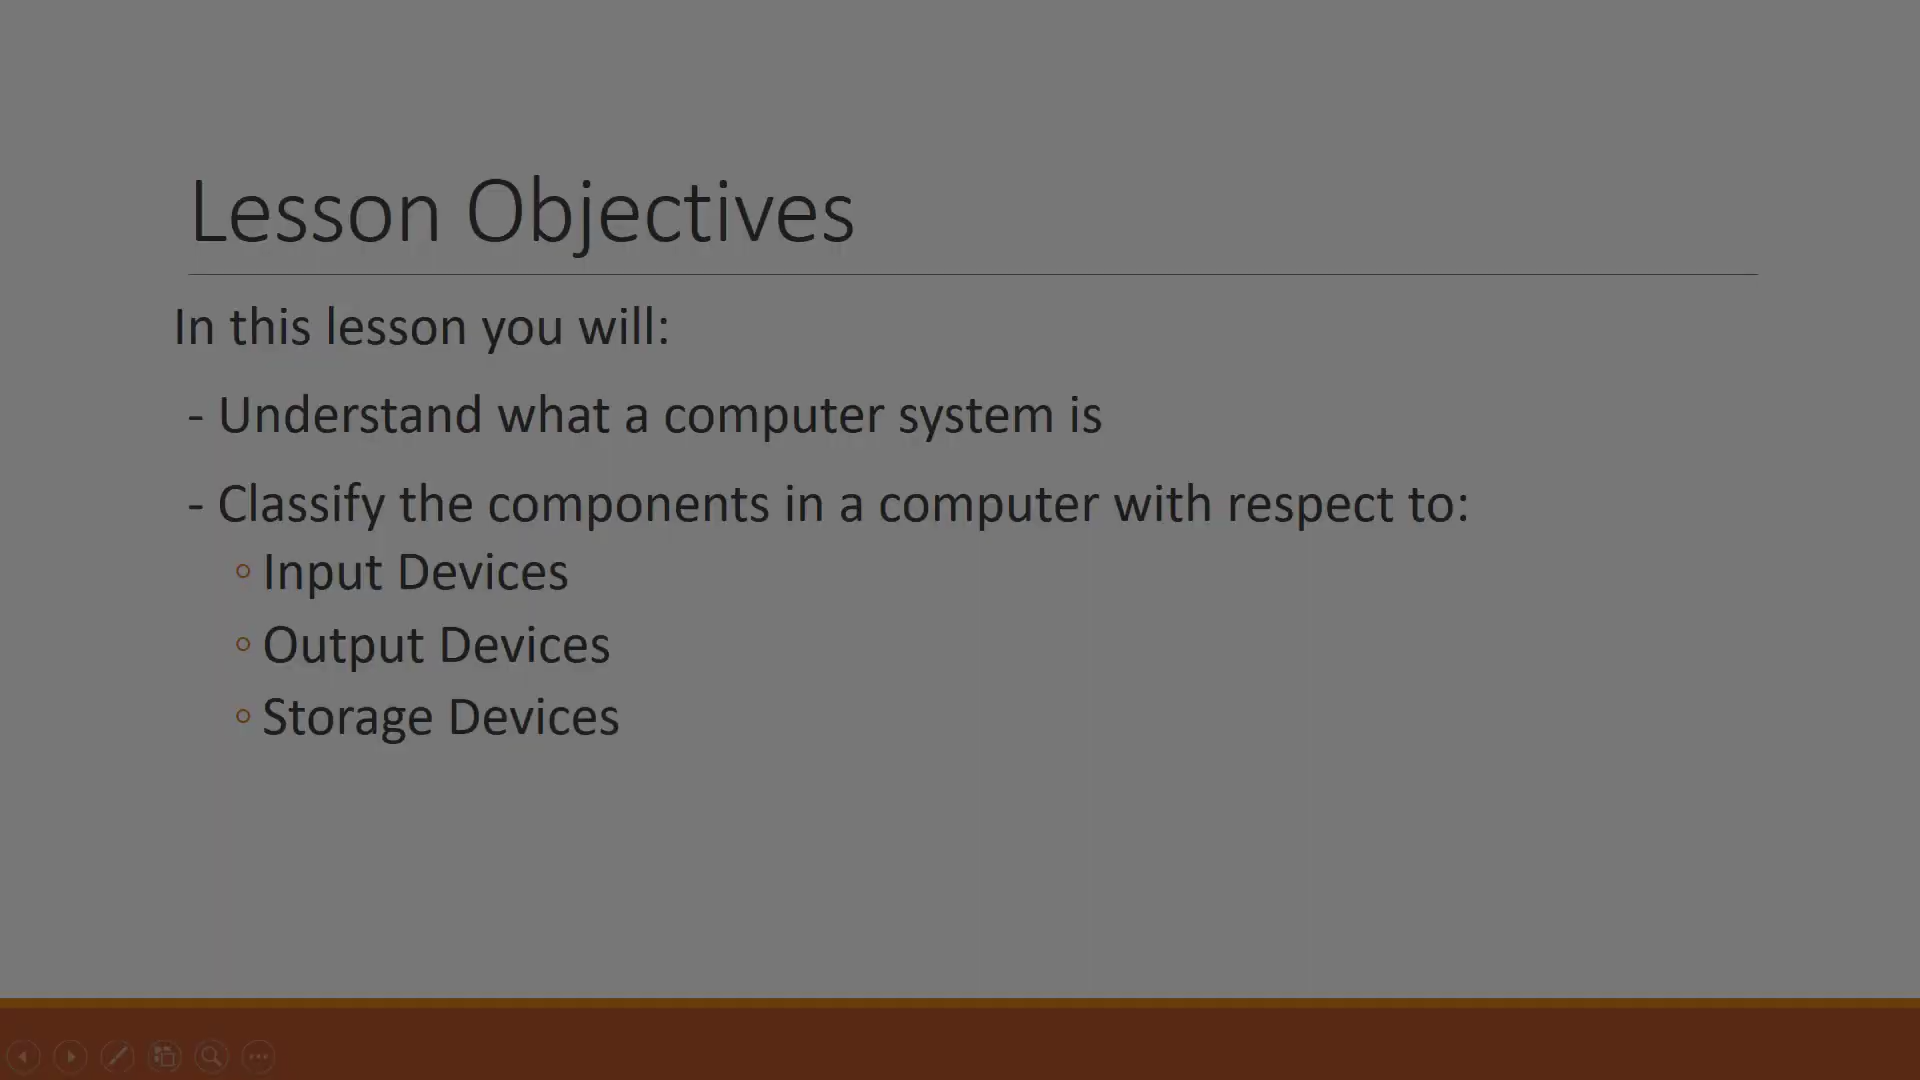 Lesson Objectives
In this lesson you will:
- Understand what a computer system is
- Classify the components in a computer with respect to:
◦ Input Devices
◦ Output Devices
◦ Storage Devices